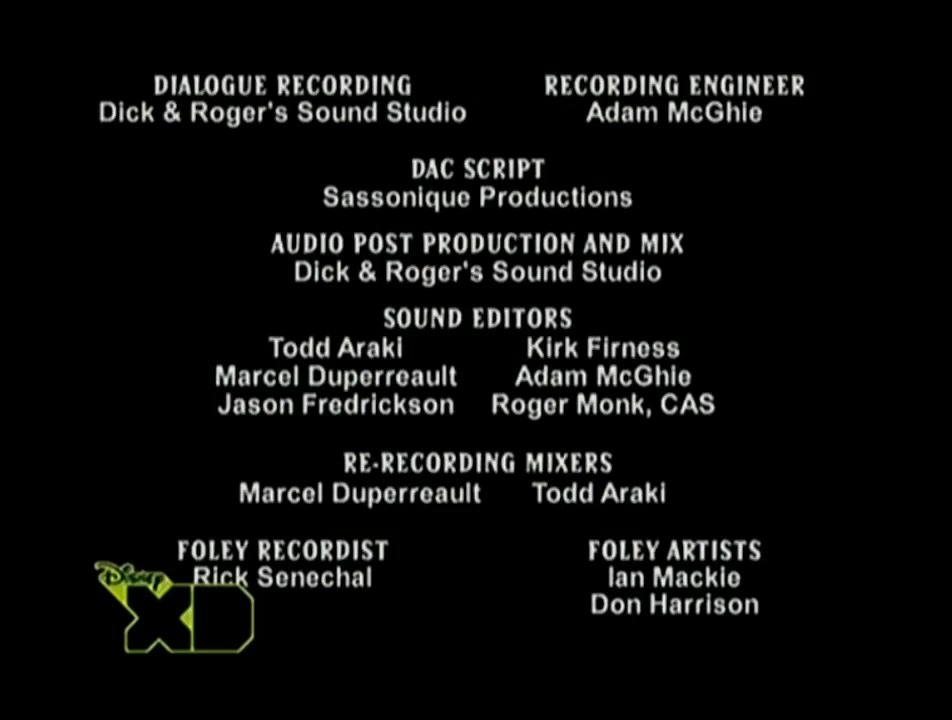 DIALOGUE RECORDING
Dick & Roger's Sound Studio
RECORDING ENGINEER
Adam McGhie
DAC SCRIPT
Sassonique Productions
AUDIO POST PRODUCTION AND MIX
Dick & Roger's Sound Studio
SOUND EDITORS
Todd Araki Kirk Firness
Marcel Duperreault Adam McGhie
Jason Fredrickson Roger Monk, CAS
RE-RECORDING MIXERS
Marcel Duperreault Todd Araki
FOLEY RECORDIST
Rick Senechal
FOLEY ARTISTS
Ian Mackie
Don Harrison
Disney
XD